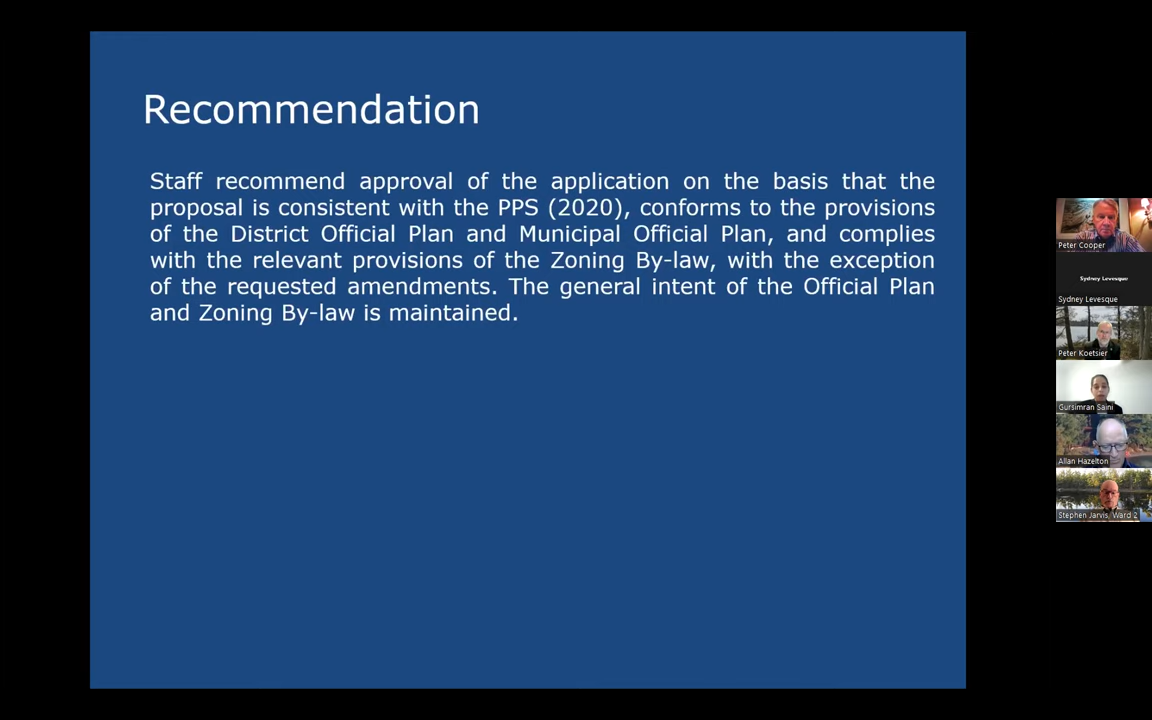 Recommendation
Staff recommend approval of the application on the basis that the
proposal is consistent with the PPS (2020), conforms to the provisions
of the District Official Plan and Municipal Official Plan, and complies
with the relevant provisions of the Zoning By-law, with the exception
of the requested amendments. The general intent of the Official Plan
and Zoning By-law is maintained.
Peter Cooper
Sydney Levesque
Sydney Levesque
Peter Koetsier
Gursimran Saini
Allan Hazelton
Stephen Jarvis, Ward 2